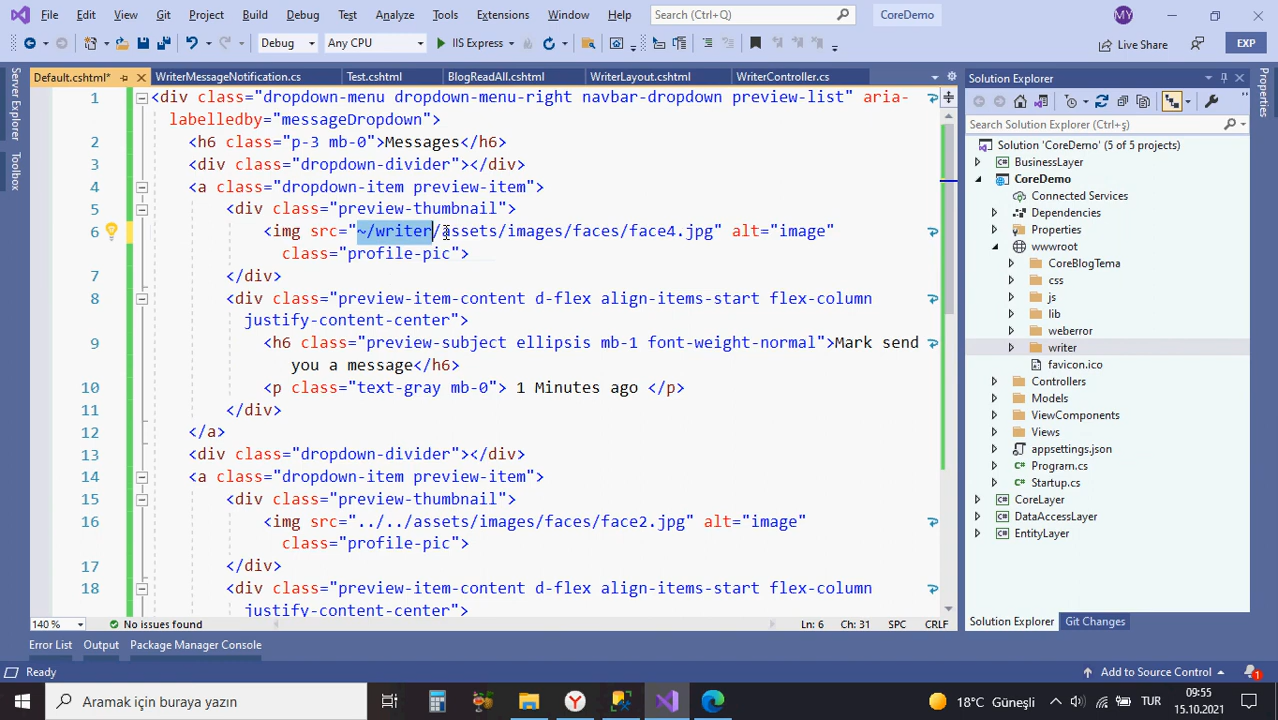 File Edit View Git Project Build Debug Test Analyze Tools Extensions Window Help Search (Ctrl+Q) CoreDemo MY
Debug Any CPU IIS Express Live Share EXP
Server Explorer
Toolbox
Default.cshtml* WriterMessageNotification.cs Test.cshtml BlogReadAll.cshtml WriterLayout.cshtml WriterController.cs
1 <div class="dropdown-menu dropdown-menu-right navbar-dropdown preview-list" aria-
labelledby="messageDropdown">
2 <h6 class="p-3 mb-0">Messages</h6>
3 <div class="dropdown-divider"></div>
4 <a class="dropdown-item preview-item">
5 <div class="preview-thumbnail">
6 <img src="~/writer/assets/images/faces/face4.jpg" alt="image"
class="profile-pic">
7 </div>
8 <div class="preview-item-content d-flex align-items-start flex-column
justify-content-center">
9 <h6 class="preview-subject ellipsis mb-1 font-weight-normal">Mark send
you a message</h6>
10 <p class="text-gray mb-0"> 1 Minutes ago </p>
11 </div>
12 </a>
13 <div class="dropdown-divider"></div>
14 <a class="dropdown-item preview-item">
15 <div class="preview-thumbnail">
16 <img src="../../assets/images/faces/face2.jpg" alt="image"
class="profile-pic">
17 </div>
18 <div class="preview-item-content d-flex align-items-start flex-column
justify-content-center">
140 % No issues found Ln: 6 Ch: 31 SPC CRLF
Error List Output Package Manager Console
Solution Explorer
Search Solution Explorer (Ctrl+ş)
Solution 'CoreDemo' (5 of 5 projects)
BusinessLayer
CoreDemo
Connected Services
Dependencies
Properties
wwwroot
CoreBlogTema
css
js
lib
weberror
writer
favicon.ico
Controllers
Models
ViewComponents
Views
appsettings.json
Program.cs
Startup.cs
CoreLayer
DataAccessLayer
EntityLayer
Solution Explorer Git Changes
Properties
Ready Add to Source Control 1
Aramak için buraya yazın 18°C Güneşli TUR 09:55
15.10.2021